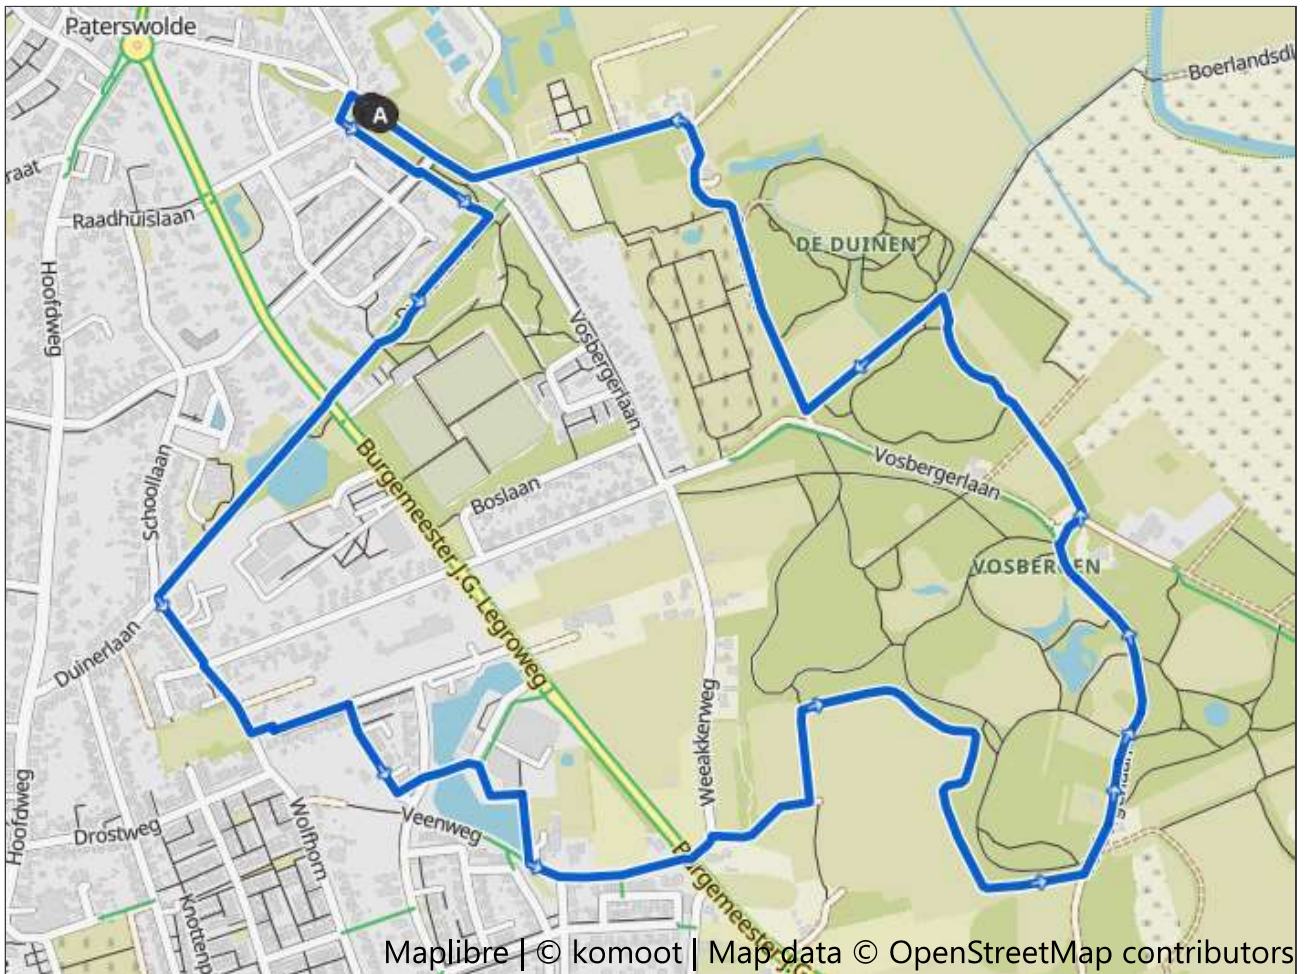 Paterswolde
Boerlandsdi
A
raat
Raadhuislaan
DE DUINEN
Hoofdweg
Vosbergerlaan
Burgemeester J.G. Legroweg
Vosbergerlaan
Schoollaan
Boslaan
VOSBERGEN
Duinerlaan
Weeakkerweg
Hoofdweg
Drostweg
Wolfhorn
Veenweg
Knottenp
Burgemeester J.G.
Maplibre | © komoot | Map data © OpenStreetMap contributors